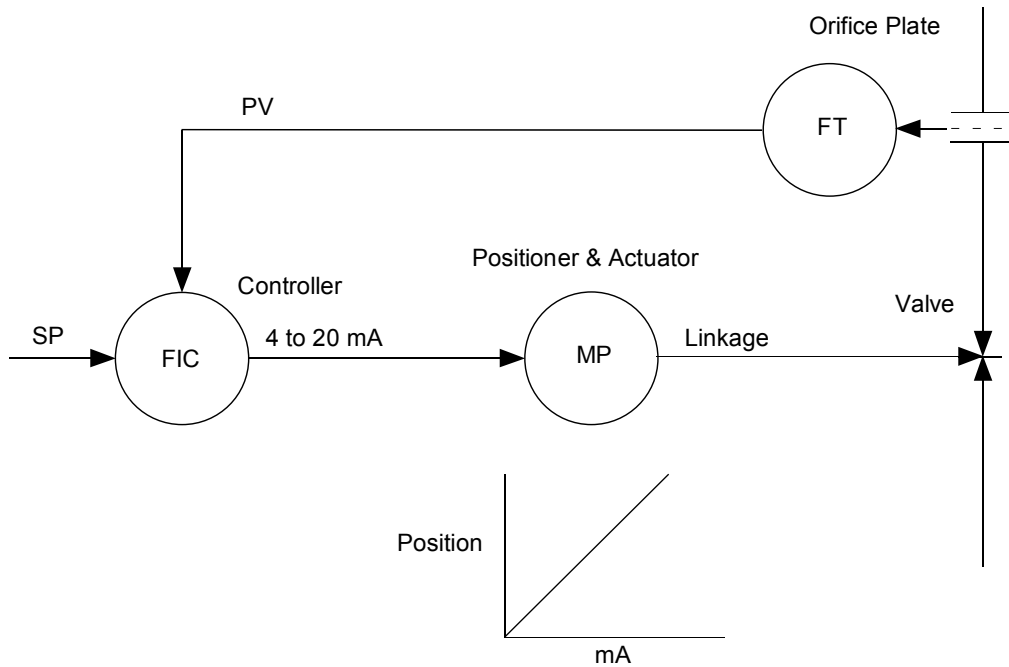 Orifice Plate
PV
FT
Positioner & Actuator
Controller
Valve
SP
4 to 20 mA
Linkage
FIC
MP
Position
mA